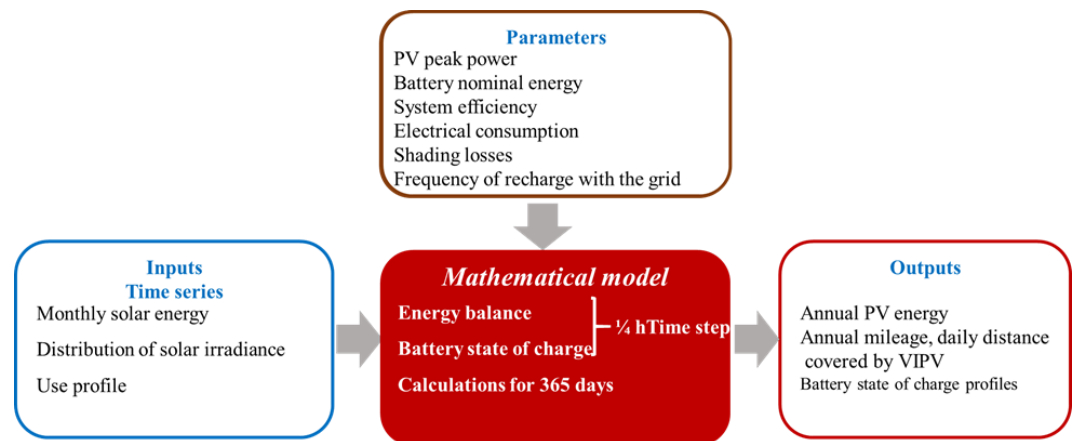 Parameters
PV peak power
Battery nominal energy
System efficiency
Electrical consumption
Shading losses
Frequency of recharge with the grid
Inputs
Time series
Monthly solar energy
Distribution of solar irradiance
Use profile
Mathematical model
Energy balance
¼ hTime step
Battery state of charge
Calculations for 365 days
Outputs
Annual PV energy
Annual mileage, daily distance
covered by VIPV
Battery state of charge profiles